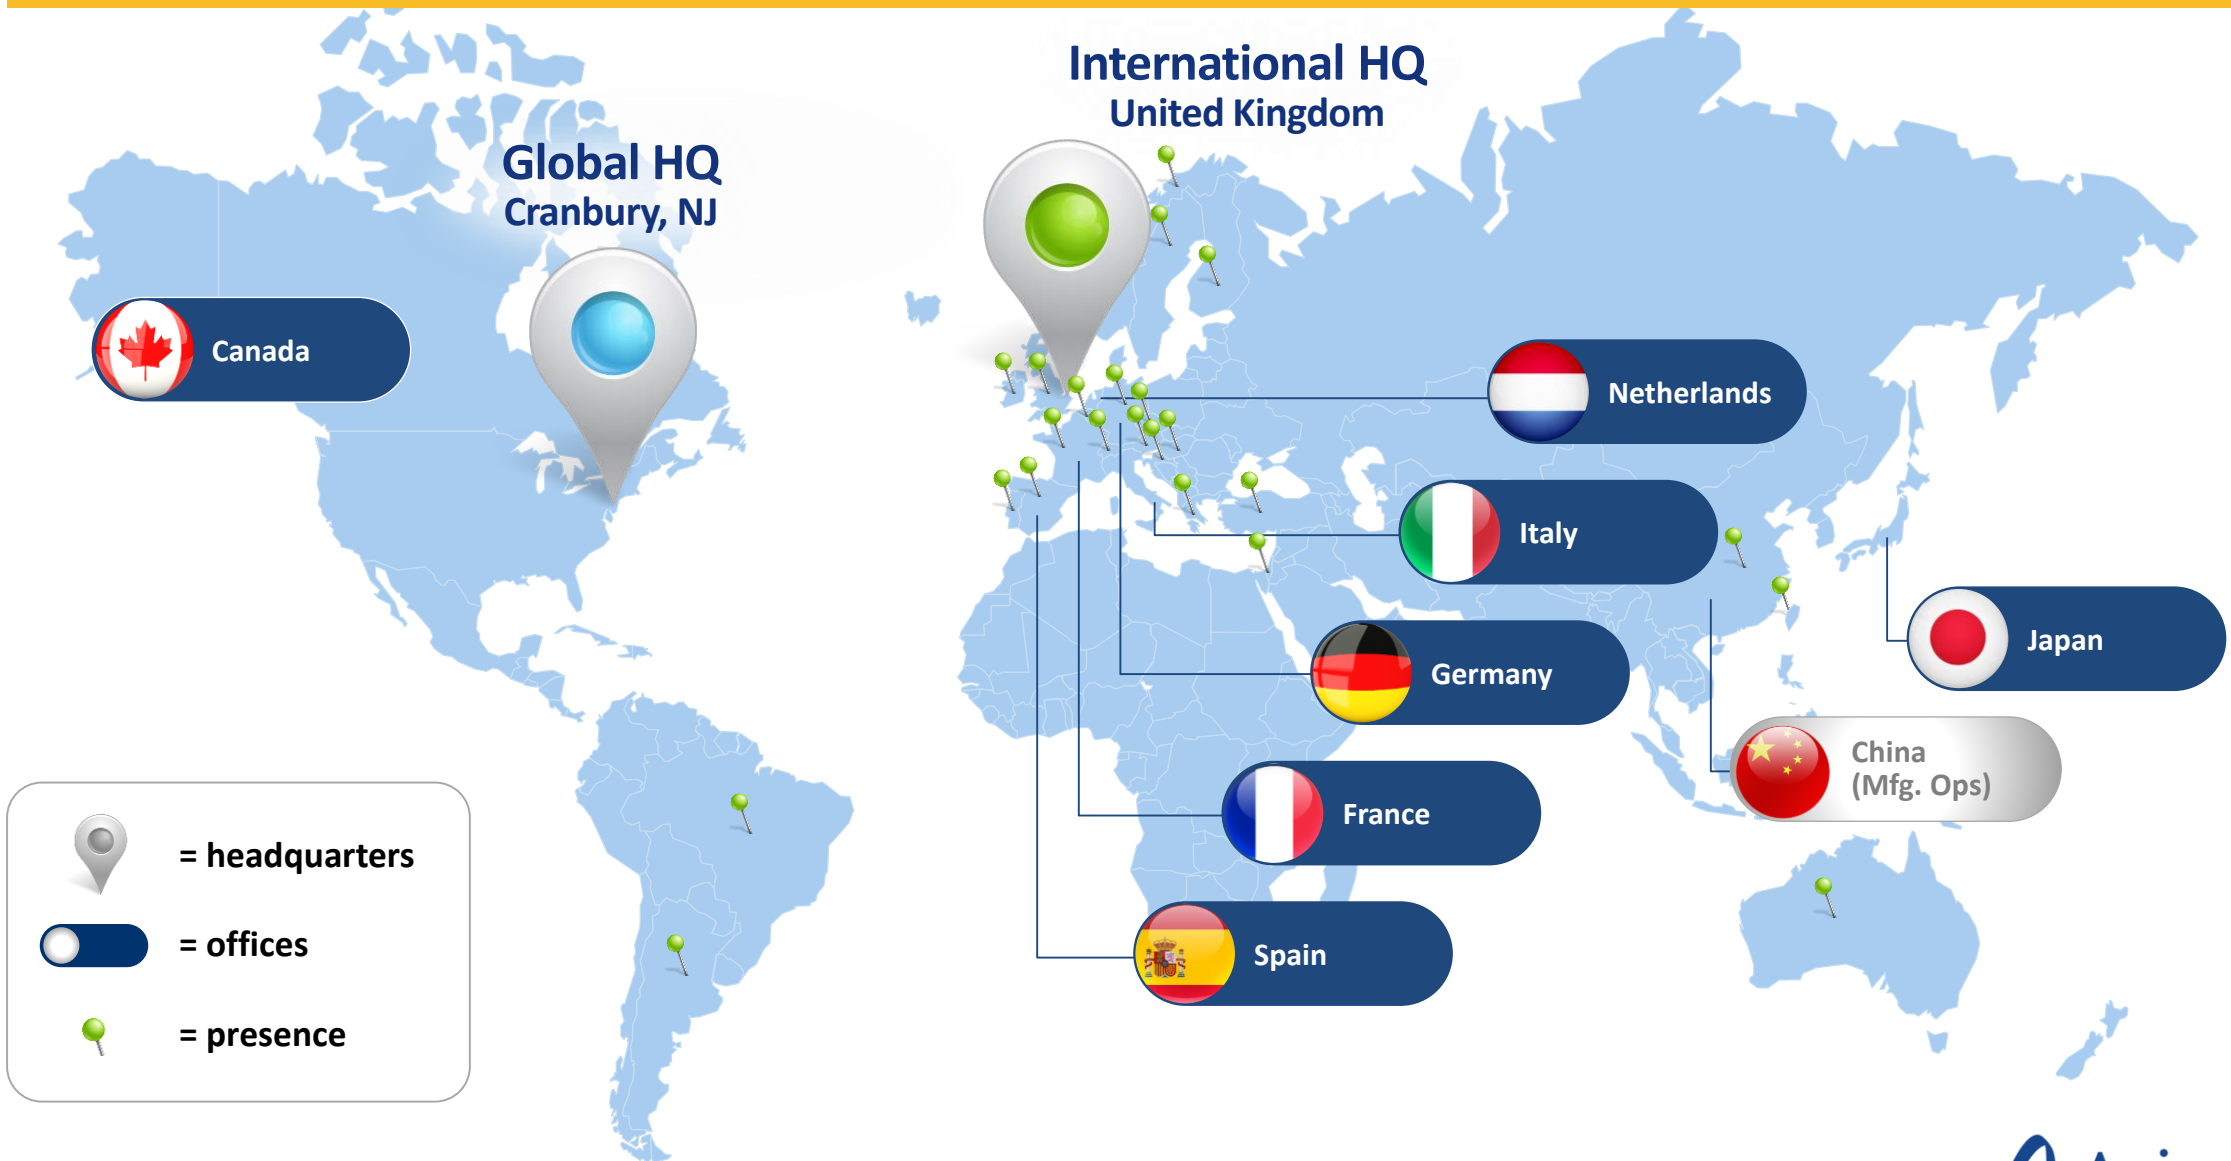 International HQ
United Kingdom
Global HQ
Cranbury, NJ
Canada
Netherlands
Italy
Germany
Japan
China
(Mfg. Ops)
France
Spain
= headquarters
= offices
= presence